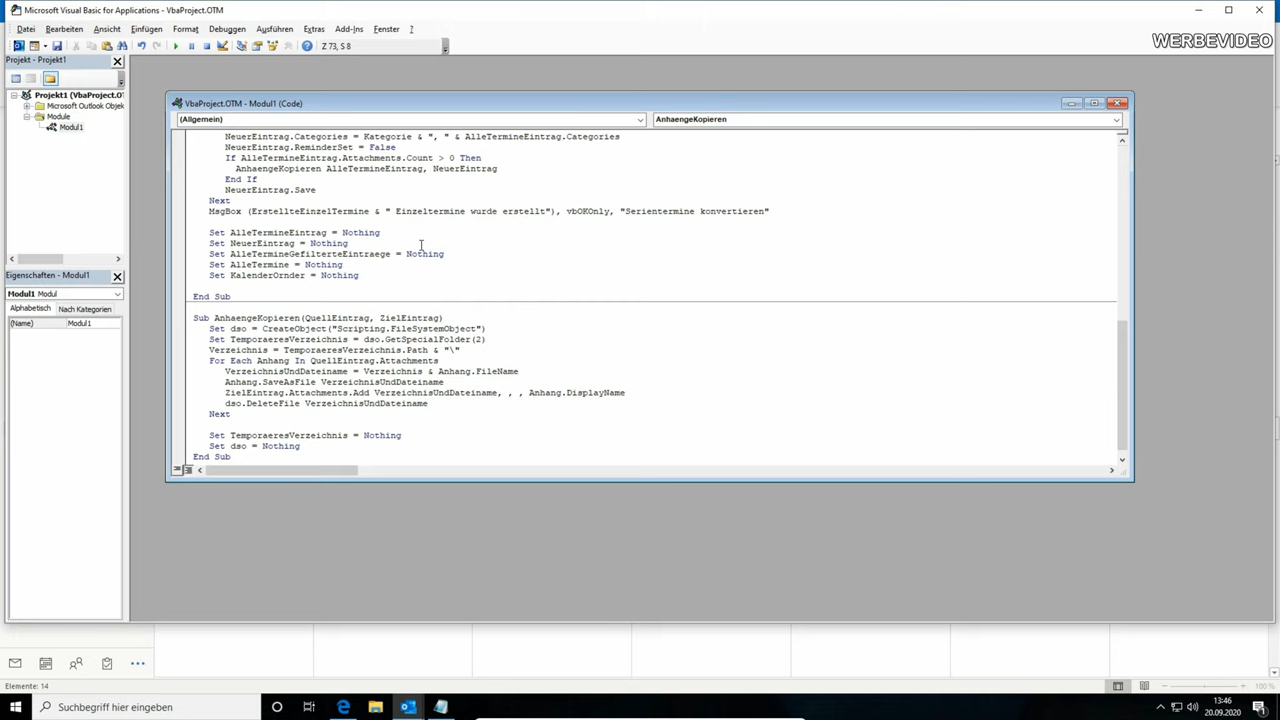 Microsoft Visual Basic for Applications - VbaProject.OTM
WERBEVIDEO
Datei Bearbeiten Ansicht Einfügen Format Debuggen Ausführen Extras Add-Ins Fenster ?
Z 73, S 8
Projekt - Projekt1
Projekt1 (VbaProject.OT
Microsoft Outlook Objek
Module
Modul1
Eigenschaften - Modul1
Modul1 Modul
Alphabetisch Nach Kategorien
(Name) Modul1
VbaProject.OTM - Modul1 (Code)
(Allgemein) AnhaengeKopieren
NeuerEintrag.Categories = Kategorie & ", " & AlleTermineEintrag.Categories
NeuerEintrag.ReminderSet = False
If AlleTermineEintrag.Attachments.Count > 0 Then
AnhaengeKopieren AlleTermineEintrag, NeuerEintrag
End If
NeuerEintrag.Save
Next
MsgBox (ErstellteEinzelTermine & " Einzeltermine wurde erstellt"), vbOKOnly, "Serientermine konvertieren"
Set AlleTermineEintrag = Nothing
Set NeuerEintrag = Nothing
Set AlleTermineGefilterteEintraege = Nothing
Set AlleTermine = Nothing
Set KalenderOrnder = Nothing
End Sub
Sub AnhaengeKopieren(QuellEintrag, ZielEintrag)
Set dso = CreateObject("Scripting.FileSystemObject")
Set TemporaeresVerzeichnis = dso.GetSpecialFolder(2)
Verzeichnis = TemporaeresVerzeichnis.Path & "\"
For Each Anhang In QuellEintrag.Attachments
VerzeichnisUndDateiname = Verzeichnis & Anhang.FileName
Anhang.SaveAsFile VerzeichnisUndDateiname
ZielEintrag.Attachments.Add VerzeichnisUndDateiname, , , Anhang.DisplayName
dso.DeleteFile VerzeichnisUndDateiname
Next
Set TemporaeresVerzeichnis = Nothing
Set dso = Nothing
End Sub
Elemente: 14
100 %
Suchbegriff hier eingeben
13:46
20.09.2020
1